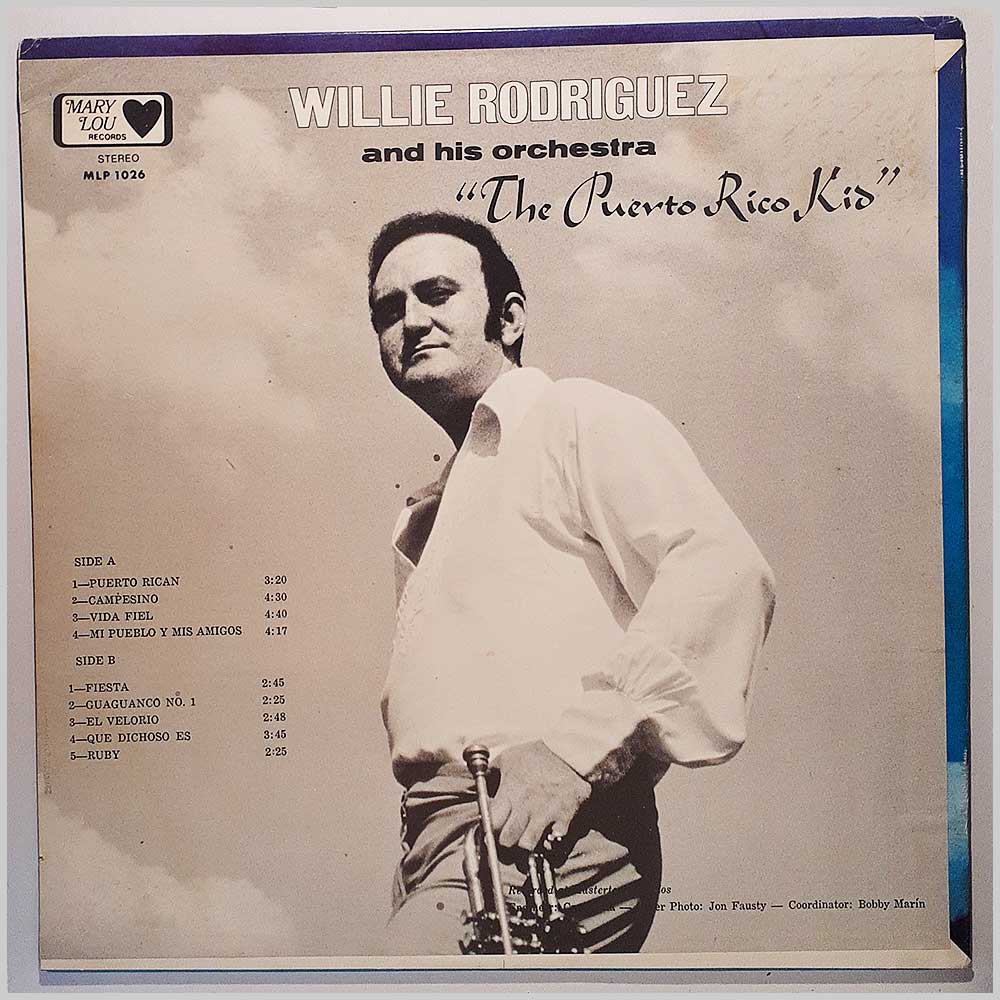 MARY
LOU
RECORDS
STEREO
MLP 1026
WILLIE RODRIGUEZ
and his orchestra
"The Puerto Rico Kid"
SIDE A
1—PUERTO RICAN 3:20
2—CAMPESINO 4:30
3—VIDA FIEL 4:40
4—MI PUEBLO Y MIS AMIGOS 4:17
SIDE B
1—FIESTA 2:45
2—GUAGUANCO NO. 1 2:25
3—EL VELORIO 2:48
4—QUE DICHOSO ES 3:45
5—RUBY 2:25
Photo: Jon Fausty — Coordinator: Bobby Marín